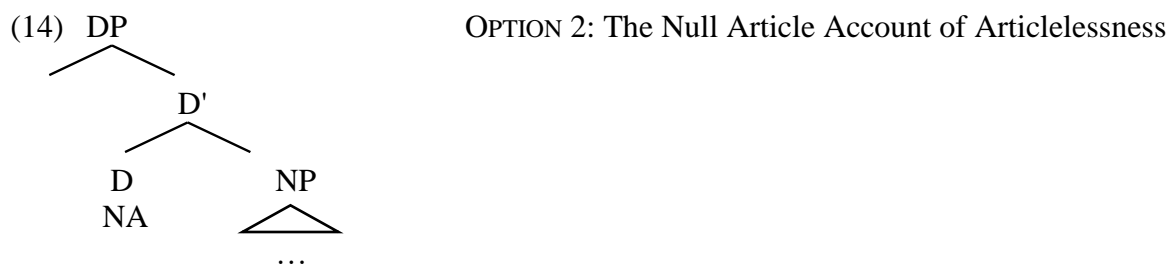 (14) DP OPTION 2: The Null Article Account of Articlelessness
D'
D NP
NA
…